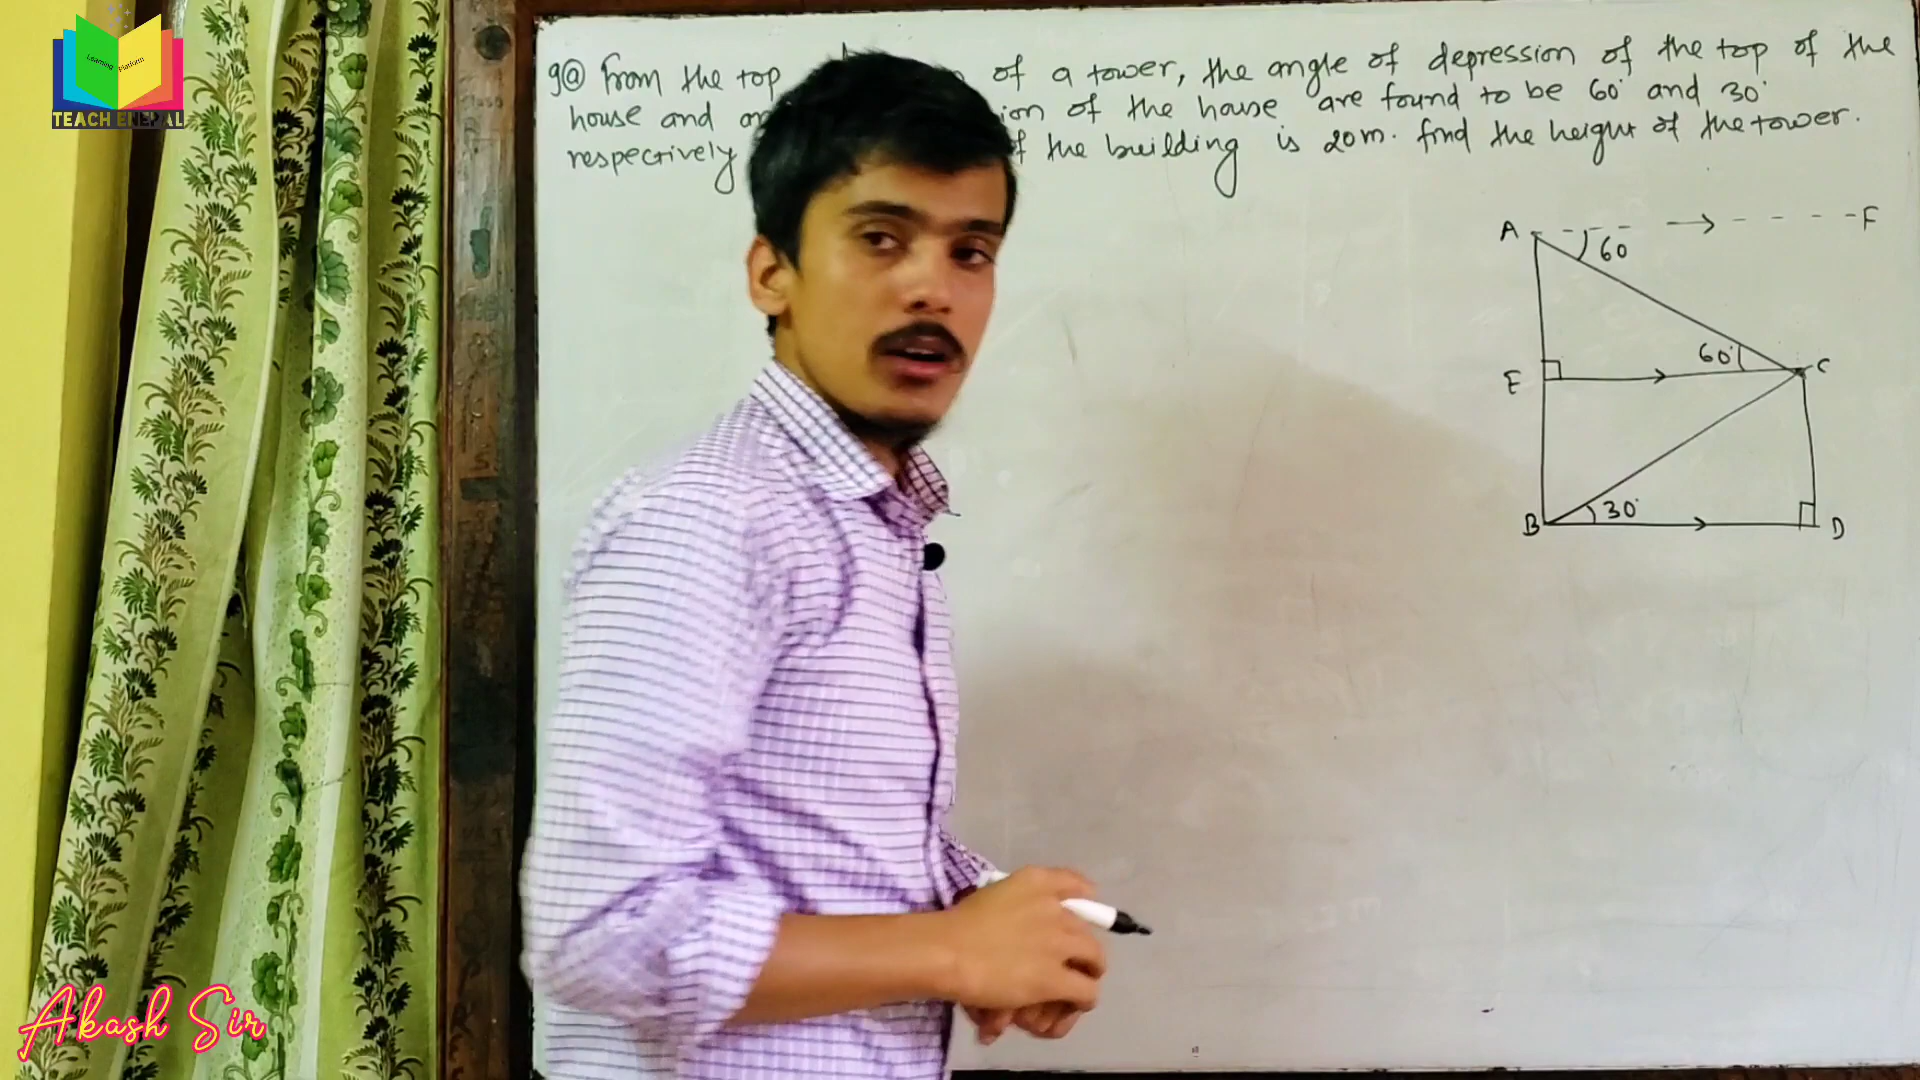 Learning Platform
TEACH ENEPAL
9@ From the top of a tower, the angle of depression of the top of the
house and of the house are found to be 60° and 30°
respectively the building is 20m. find the height of the tower.
A F
60
60°
E C
30°
B D
Akash Sir